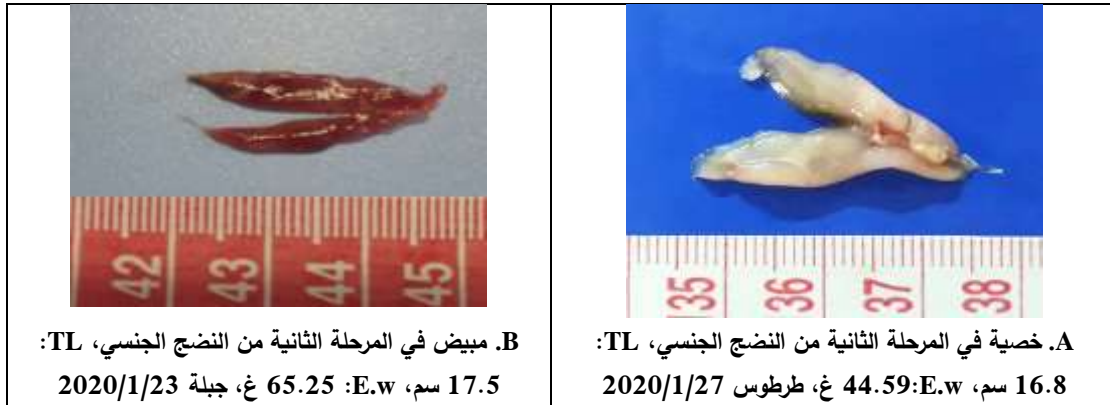 35 36 37 38
A. خصية في المرحلة الثانية من النضج الجنسي، TL:
16.8 سم، E.w:44.59 غ، طرطوس 2020/1/27
42 43 44 45
B. مبيض في المرحلة الثانية من النضج الجنسي، TL:
17.5 سم، E.w: 65.25 غ، جبلة 2020/1/23